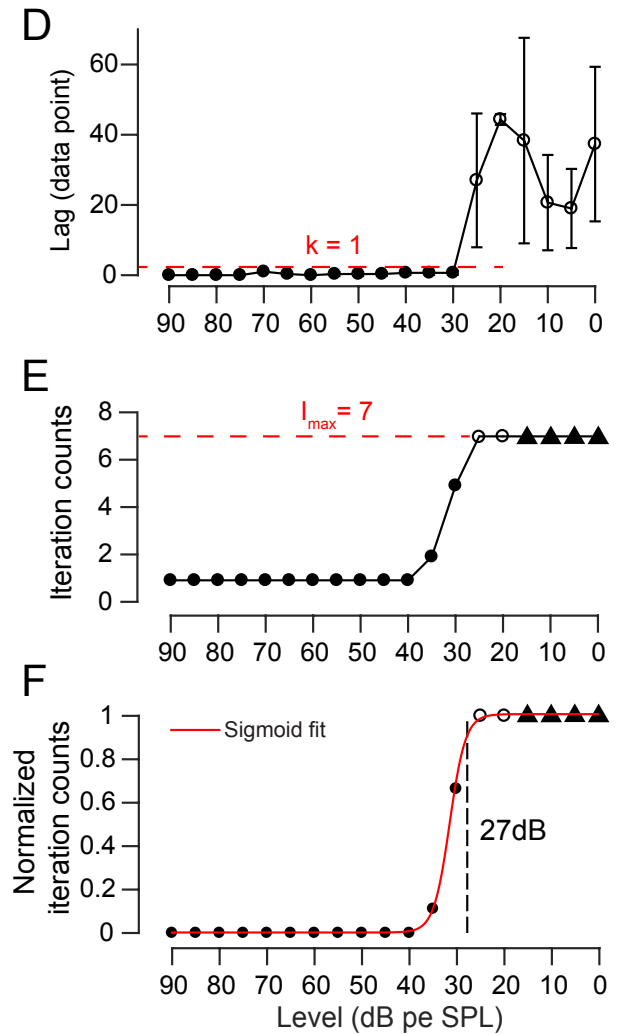 D
Lag (data point)
60
40
20
0
k = 1
90 80 70 60 50 40 30 20 10 0
E
Iteration counts
8
6
4
2
0
Imax= 7
90 80 70 60 50 40 30 20 10 0
F
Normalized
iteration counts
1
0.8
0.6
0.4
0.2
0
Sigmoid fit
27dB
90 80 70 60 50 40 30 20 10 0
Level (dB pe SPL)